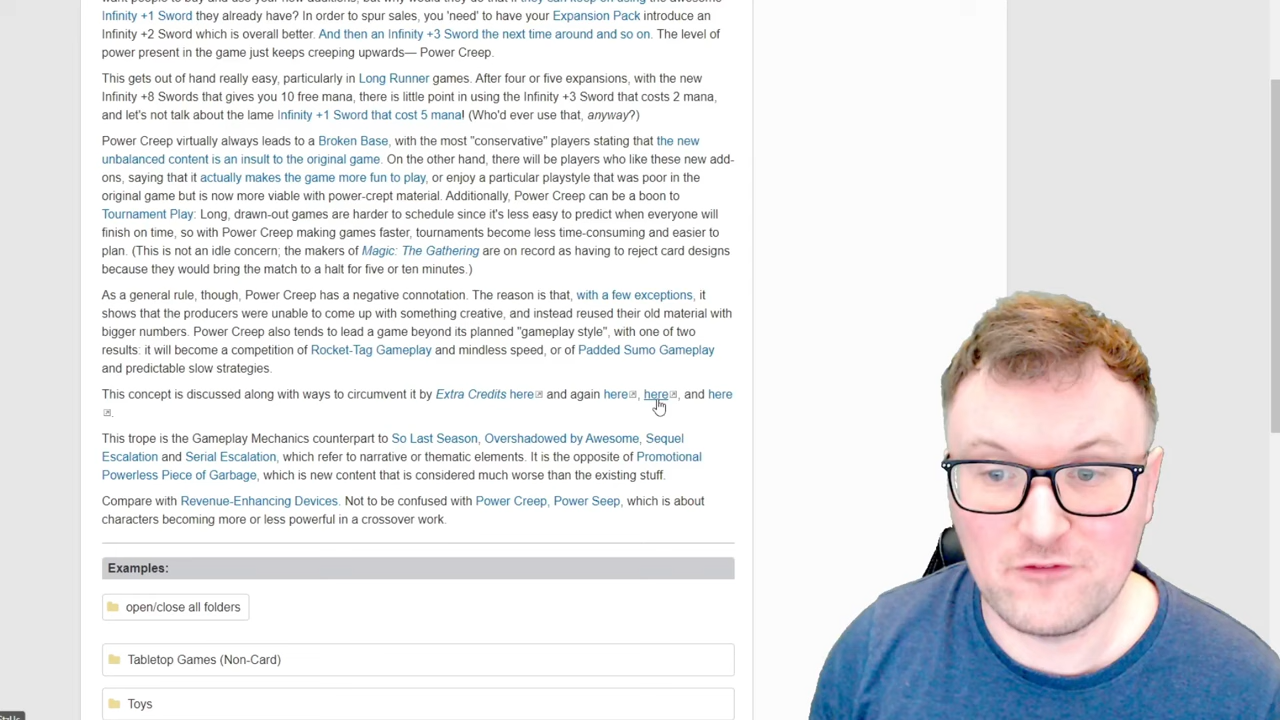 want people to buy and use your new additions, but why would they do that if they can keep on using the awesome
Infinity +1 Sword they already have? In order to spur sales, you 'need' to have your Expansion Pack introduce an
Infinity +2 Sword which is overall better. And then an Infinity +3 Sword the next time around and so on. The level of
power present in the game just keeps creeping upwards— Power Creep.
This gets out of hand really easy, particularly in Long Runner games. After four or five expansions, with the new
Infinity +8 Swords that gives you 10 free mana, there is little point in using the Infinity +3 Sword that costs 2 mana,
and let's not talk about the lame Infinity +1 Sword that cost 5 mana! (Who'd ever use that, anyway?)
Power Creep virtually always leads to a Broken Base, with the most "conservative" players stating that the new
unbalanced content is an insult to the original game. On the other hand, there will be players who like these new add-
ons, saying that it actually makes the game more fun to play, or enjoy a particular playstyle that was poor in the
original game but is now more viable with power-crept material. Additionally, Power Creep can be a boon to
Tournament Play: Long, drawn-out games are harder to schedule since it's less easy to predict when everyone will
finish on time, so with Power Creep making games faster, tournaments become less time-consuming and easier to
plan. (This is not an idle concern; the makers of Magic: The Gathering are on record as having to reject card designs
because they would bring the match to a halt for five or ten minutes.)
As a general rule, though, Power Creep has a negative connotation. The reason is that, with a few exceptions, it
shows that the producers were unable to come up with something creative, and instead reused their old material with
bigger numbers. Power Creep also tends to lead a game beyond its planned "gameplay style", with one of two
results: it will become a competition of Rocket-Tag Gameplay and mindless speed, or of Padded Sumo Gameplay
and predictable slow strategies.
This concept is discussed along with ways to circumvent it by Extra Credits here and again here, here, and here
.
This trope is the Gameplay Mechanics counterpart to So Last Season, Overshadowed by Awesome, Sequel
Escalation and Serial Escalation, which refer to narrative or thematic elements. It is the opposite of Promotional
Powerless Piece of Garbage, which is new content that is considered much worse than the existing stuff.
Compare with Revenue-Enhancing Devices. Not to be confused with Power Creep, Power Seep, which is about
characters becoming more or less powerful in a crossover work.
Examples:
open/close all folders
Tabletop Games (Non-Card)
Toys